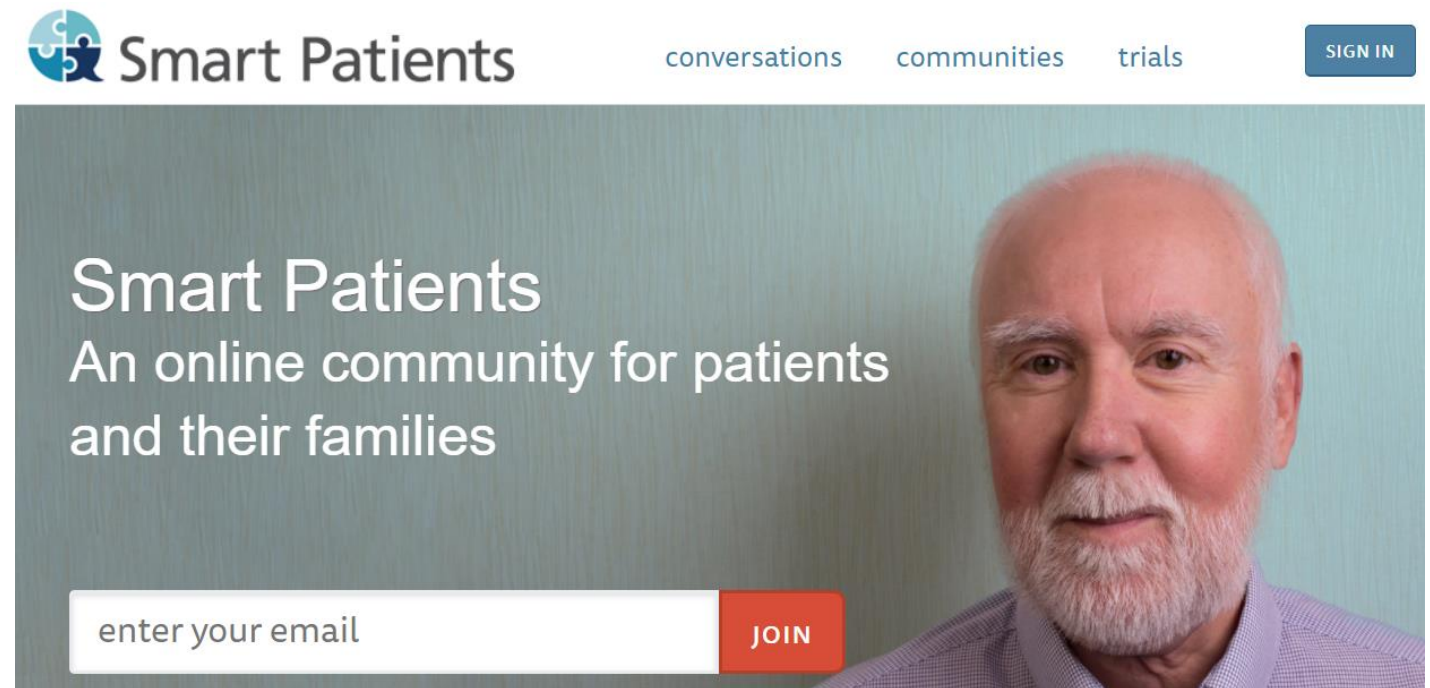 Smart Patients
conversations
communities
trials
SIGN IN
Smart Patients
An online community for patients
and their families
enter your email
JOIN